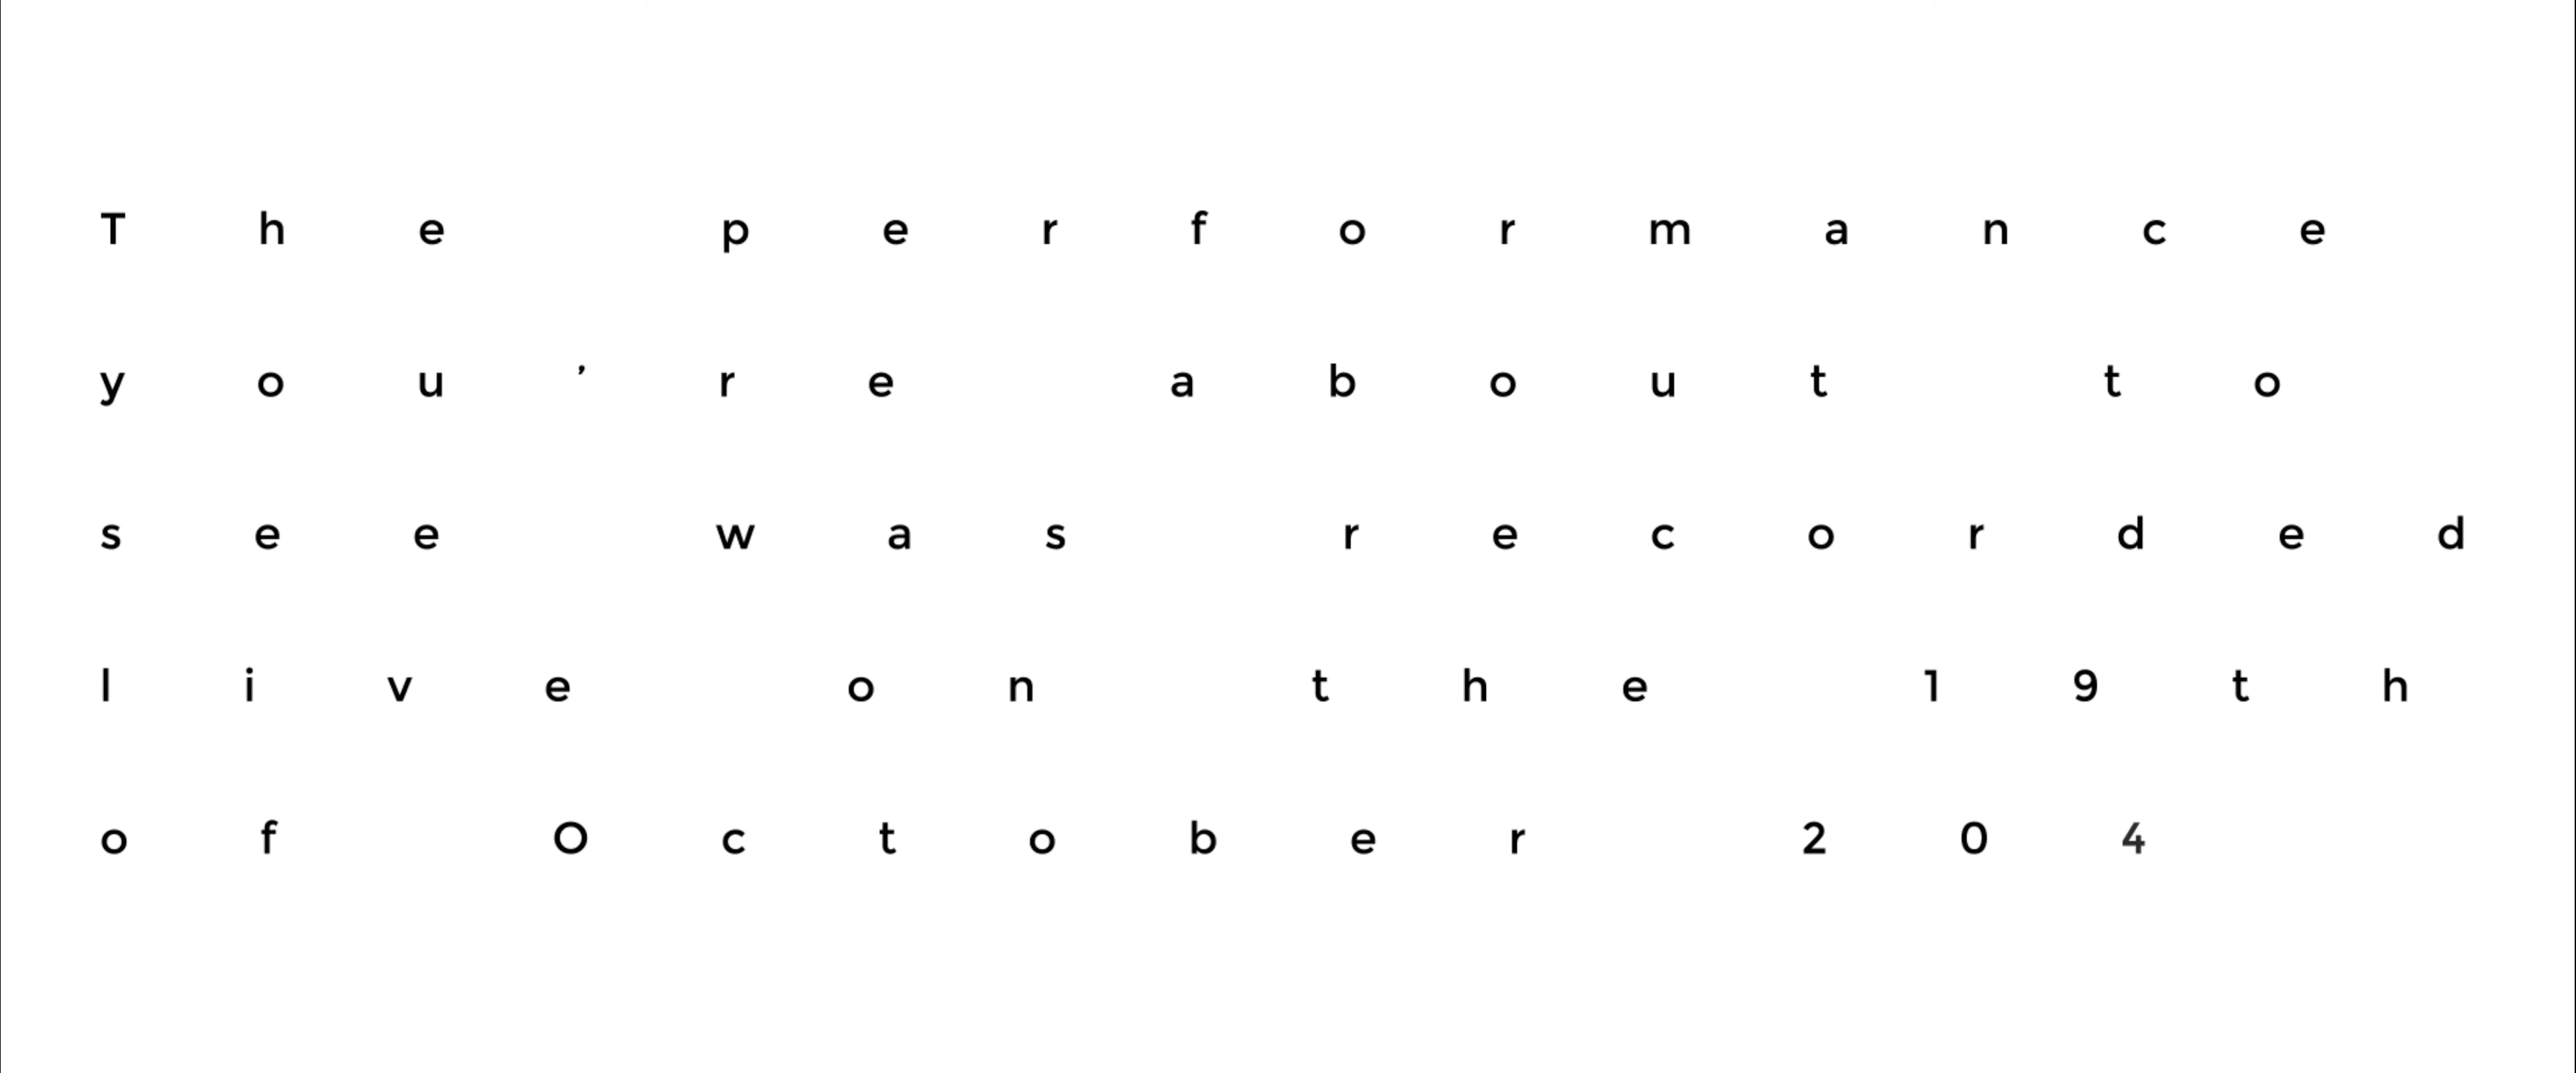 The performance
you’re about to
see was recorded
live on the 19th
of October 204